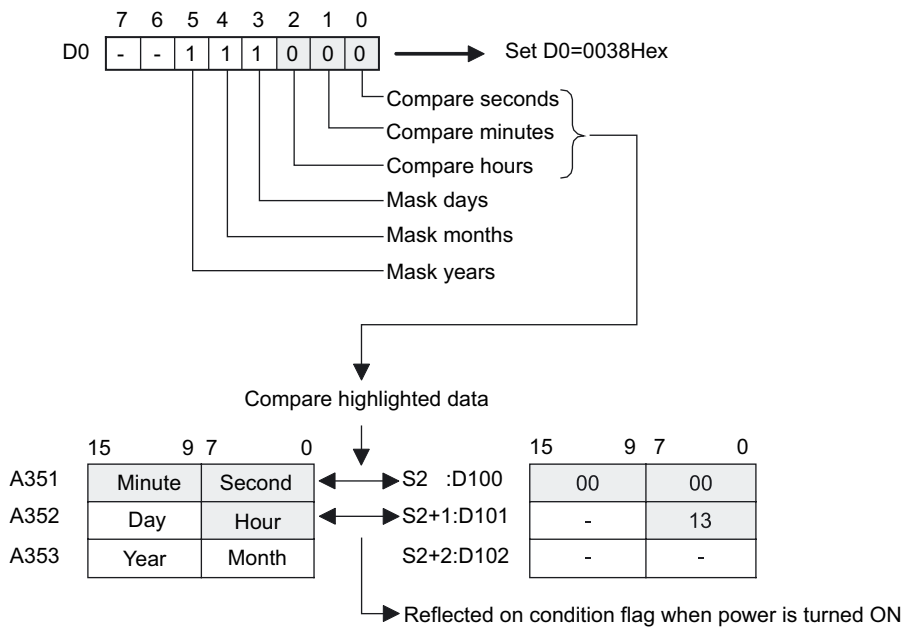 7 6 5 4 3 2 1 0
D0 - - 1 1 1 0 0 0 Set D0=0038Hex
Compare seconds
Compare minutes
Compare hours
Mask days
Mask months
Mask years
Compare highlighted data
15 9 7 0 15 9 7 0
A351 Minute Second S2 :D100 00 00
A352 Day Hour S2+1:D101 - 13
A353 Year Month S2+2:D102 - -
Reflected on condition flag when power is turned ON